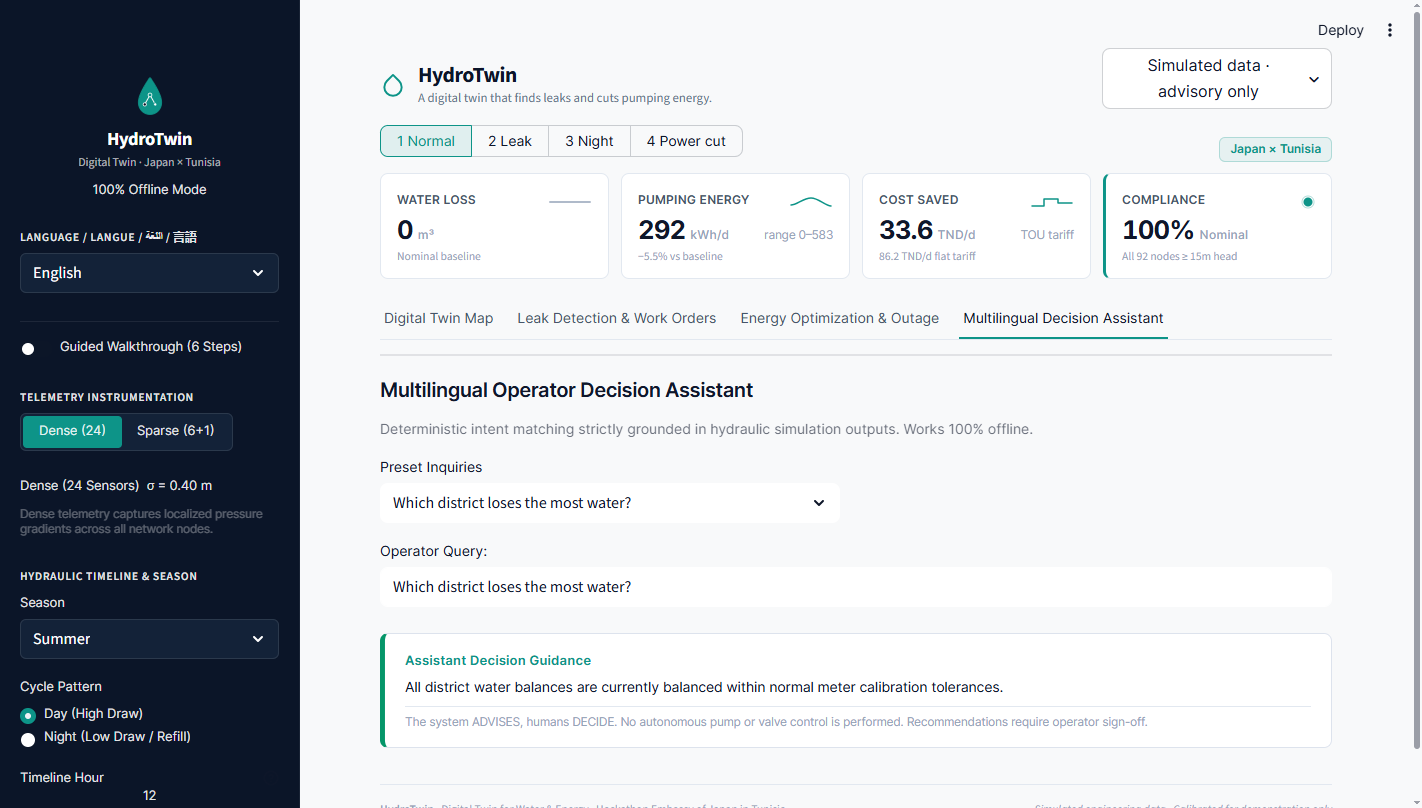 Deploy
HydroTwin
Digital Twin · Japan × Tunisia
100% Offline Mode
LANGUAGE / LANGUE / اللغة / 言語
English
Guided Walkthrough (6 Steps)
TELEMETRY INSTRUMENTATION
Dense (24) Sparse (6+1)
Dense (24 Sensors) σ = 0.40 m
Dense telemetry captures localized pressure
gradients across all network nodes.
HYDRAULIC TIMELINE & SEASON
Season
Summer
Cycle Pattern
Day (High Draw)
Night (Low Draw / Refill)
Timeline Hour
12
HydroTwin
A digital twin that finds leaks and cuts pumping energy.
Simulated data ·
advisory only
1 Normal 2 Leak 3 Night 4 Power cut
Japan × Tunisia
WATER LOSS
0 m³
Nominal baseline
PUMPING ENERGY
292 kWh/d range 0–583
−5.5% vs baseline
COST SAVED
33.6 TND/d TOU tariff
86.2 TND/d flat tariff
COMPLIANCE
100% Nominal
All 92 nodes ≥ 15m head
Digital Twin Map Leak Detection & Work Orders Energy Optimization & Outage Multilingual Decision Assistant
Multilingual Operator Decision Assistant
Deterministic intent matching strictly grounded in hydraulic simulation outputs. Works 100% offline.
Preset Inquiries
Which district loses the most water?
Operator Query:
Which district loses the most water?
Assistant Decision Guidance
All district water balances are currently balanced within normal meter calibration tolerances.
The system ADVISES, humans DECIDE. No autonomous pump or valve control is performed. Recommendations require operator sign-off.